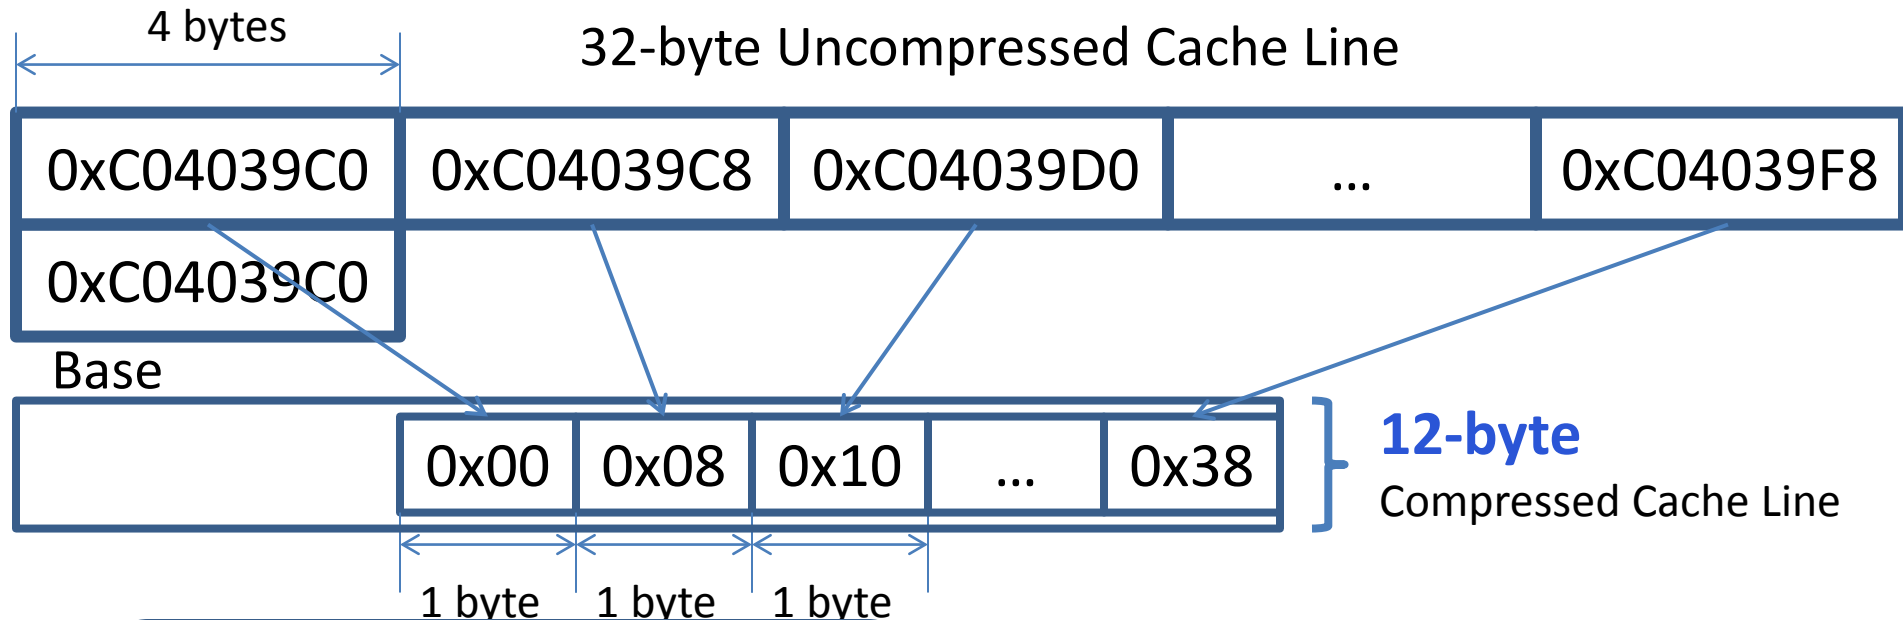 4 bytes
32-byte Uncompressed Cache Line
0xC04039C0 0xC04039C8 0xC04039D0 ... 0xC04039F8
0xC04039C0
Base
0x00 0x08 0x10 ... 0x38
12-byte
Compressed Cache Line
1 byte 1 byte 1 byte